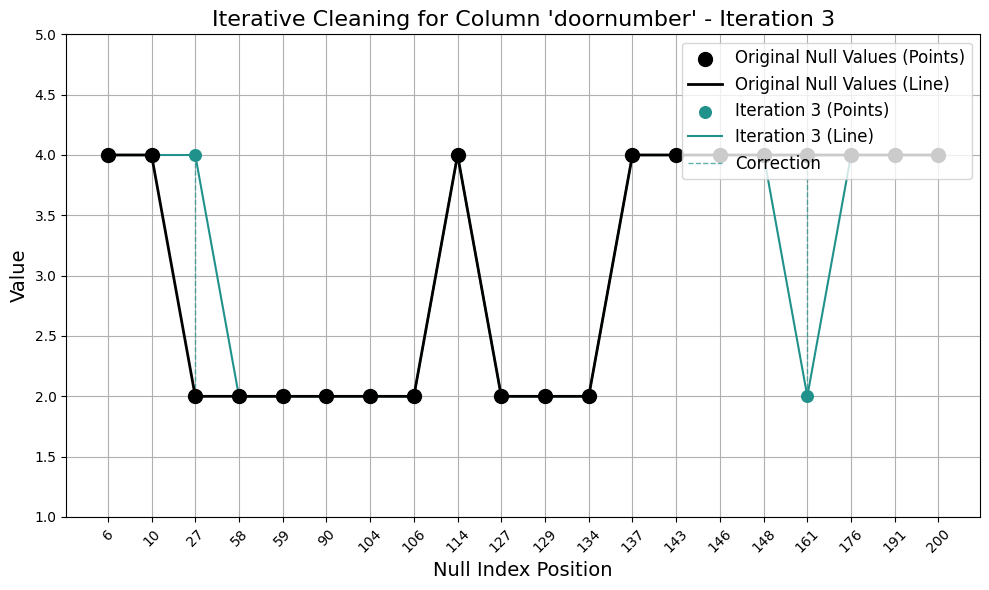 Iterative Cleaning for Column 'doornumber' - Iteration 3
5.0
4.5
4.0
3.5
3.0
2.5
2.0
1.5
1.0
Value
Original Null Values (Points)
Original Null Values (Line)
Iteration 3 (Points)
Iteration 3 (Line)
Correction
6 10 27 58 59 90 104 106 114 127 129 134 137 143 146 148 161 176 191 200
Null Index Position